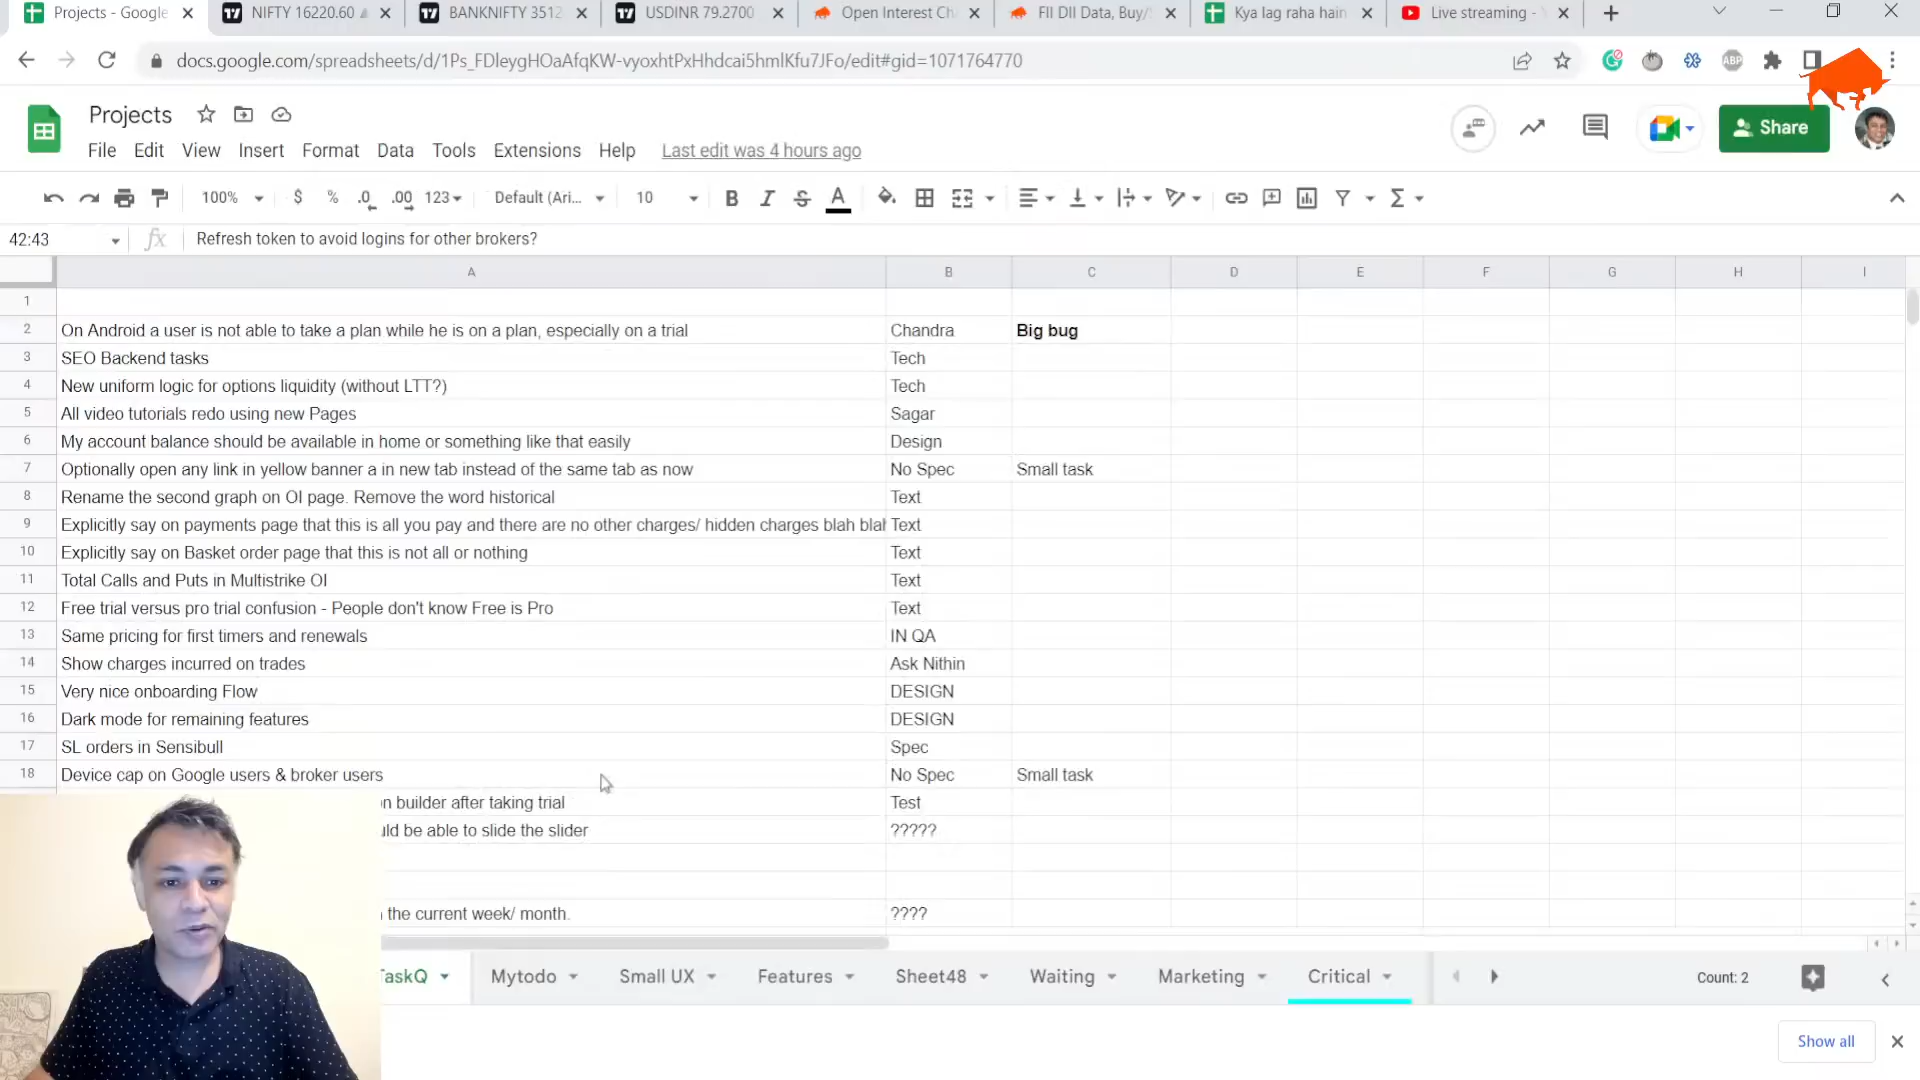 Projects - Google
NIFTY 16220.60
BANKNIFTY 3512
USDINR 79.2700
Open Interest Ch
FII DII Data, Buy/
Kya lag raha hain
Live streaming -
docs.google.com/spreadsheets/d/1Ps_FDleygHOaAfqKW-vyoxhtPxHhdcai5hmlKfu7JFo/edit#gid=1071764770
ABP
Projects
Share
File Edit View Insert Format Data Tools Extensions Help Last edit was 4 hours ago
100% $ % .0 .00 123 Default (Ari... 10 B I S A
42:43 fx Refresh token to avoid logins for other brokers?
A B C D E F G H I
1
2 On Android a user is not able to take a plan while he is on a plan, especially on a trial Chandra Big bug
3 SEO Backend tasks Tech
4 New uniform logic for options liquidity (without LTT?) Tech
5 All video tutorials redo using new Pages Sagar
6 My account balance should be available in home or something like that easily Design
7 Optionally open any link in yellow banner a in new tab instead of the same tab as now No Spec Small task
8 Rename the second graph on OI page. Remove the word historical Text
9 Explicitly say on payments page that this is all you pay and there are no other charges/ hidden charges blah blah Text
10 Explicitly say on Basket order page that this is not all or nothing Text
11 Total Calls and Puts in Multistrike OI Text
12 Free trial versus pro trial confusion - People don't know Free is Pro Text
13 Same pricing for first timers and renewals IN QA
14 Show charges incurred on trades Ask Nithin
15 Very nice onboarding Flow DESIGN
16 Dark mode for remaining features DESIGN
17 SL orders in Sensibull Spec
18 Device cap on Google users & broker users No Spec Small task
n builder after taking trial Test
uld be able to slide the slider ?????
the current week/ month. ????
TaskQ Mytodo Small UX Features Sheet48 Waiting Marketing Critical Count: 2
Show all